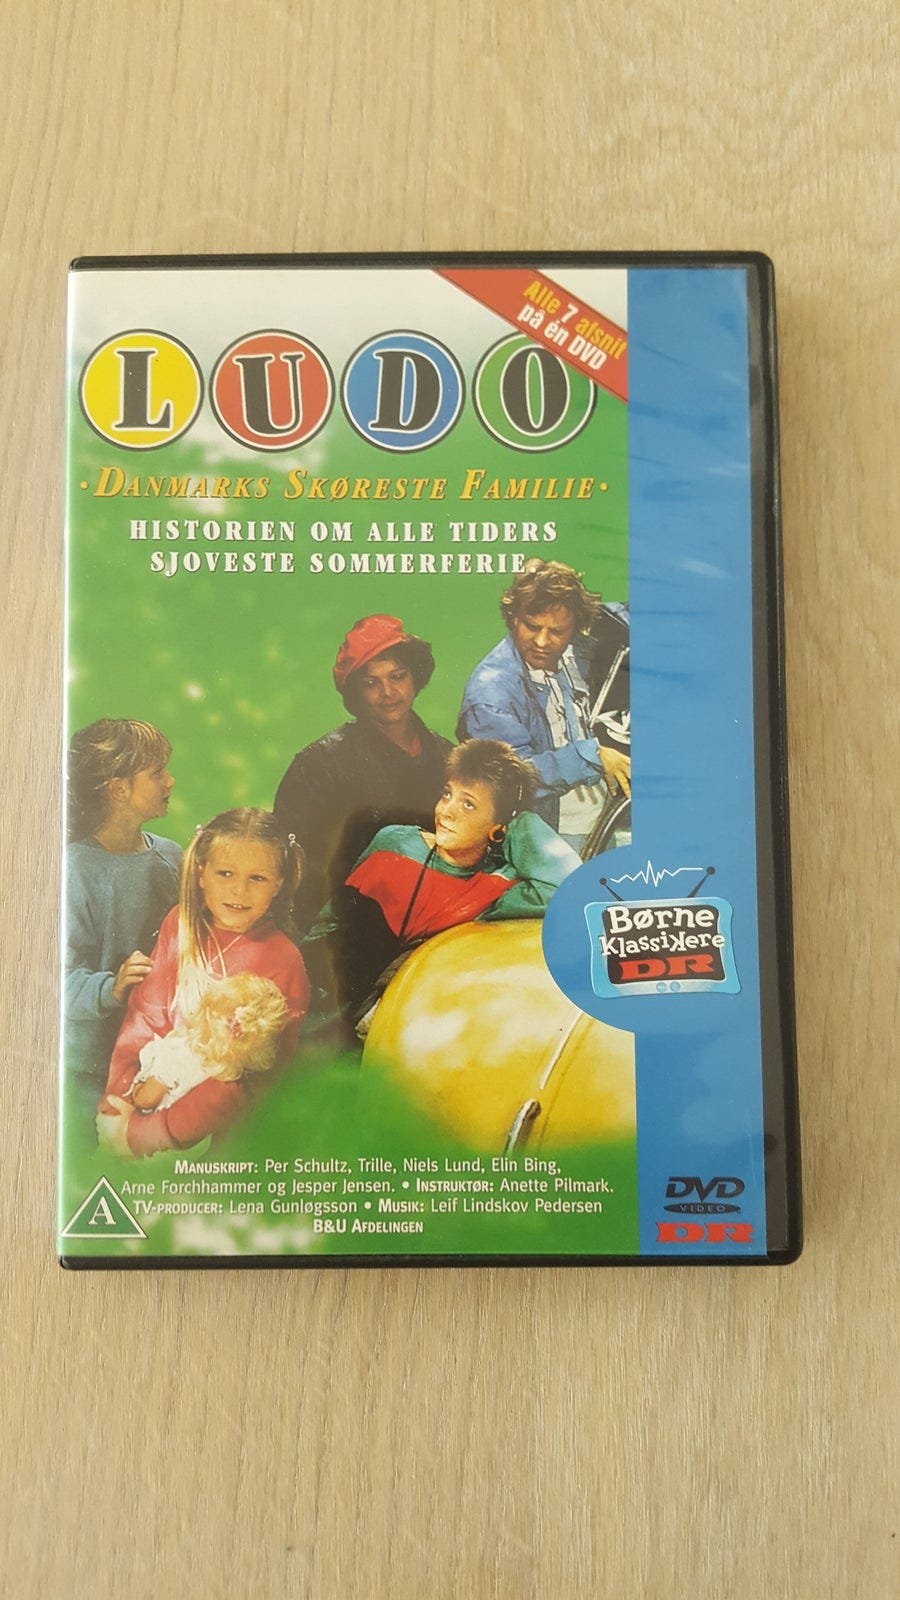 Alle 7 afsnit
på én DVD
LUDO
· DANMARKS SKØRESTE FAMILIE ·
HISTORIEN OM ALLE TIDERS
SJOVESTE SOMMERFERIE.
Børne
Klassikere
DR
MANUSKRIPT: Per Schultz, Trille, Niels Lund, Elin Bing,
Arne Forchhammer og Jesper Jensen. • INSTRUKTØR: Anette Pilmark.
TV-PRODUCER: Lena Gunløgsson • MUSIK: Leif Lindskov Pedersen
B&U AFDELINGEN
A
DVD
VIDEO
DR